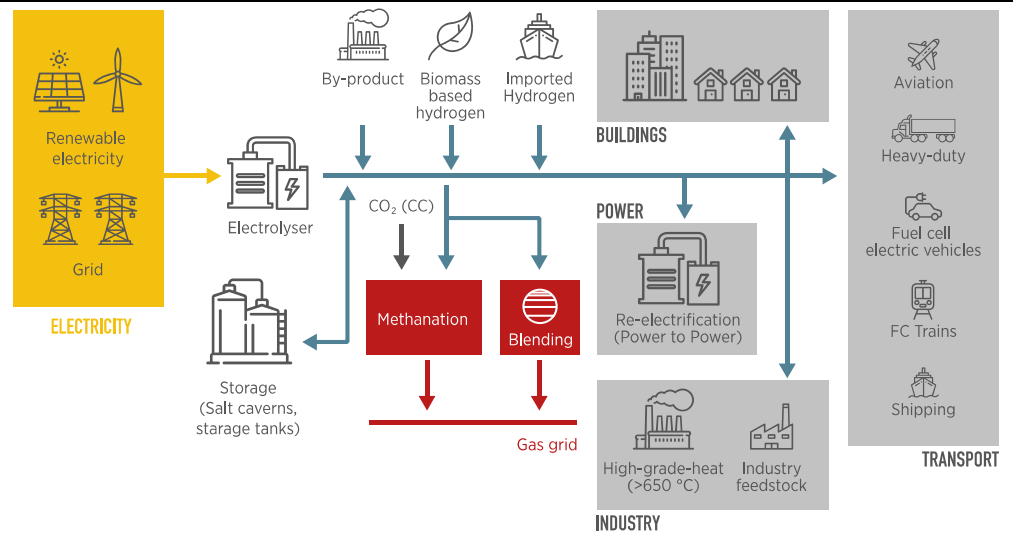 Renewable
electricity
Grid
ELECTRICITY
Electrolyser
Storage
(Salt caverns,
starage tanks)
By-product
Biomass
based
hydrogen
Imported
Hydrogen
CO₂ (CC)
Methanation
Blending
Gas grid
BUILDINGS
POWER
Re-electrification
(Power to Power)
High-grade-heat
(>650 °C)
Industry
feedstock
INDUSTRY
Aviation
Heavy-duty
Fuel cell
electric vehicles
FC Trains
Shipping
TRANSPORT